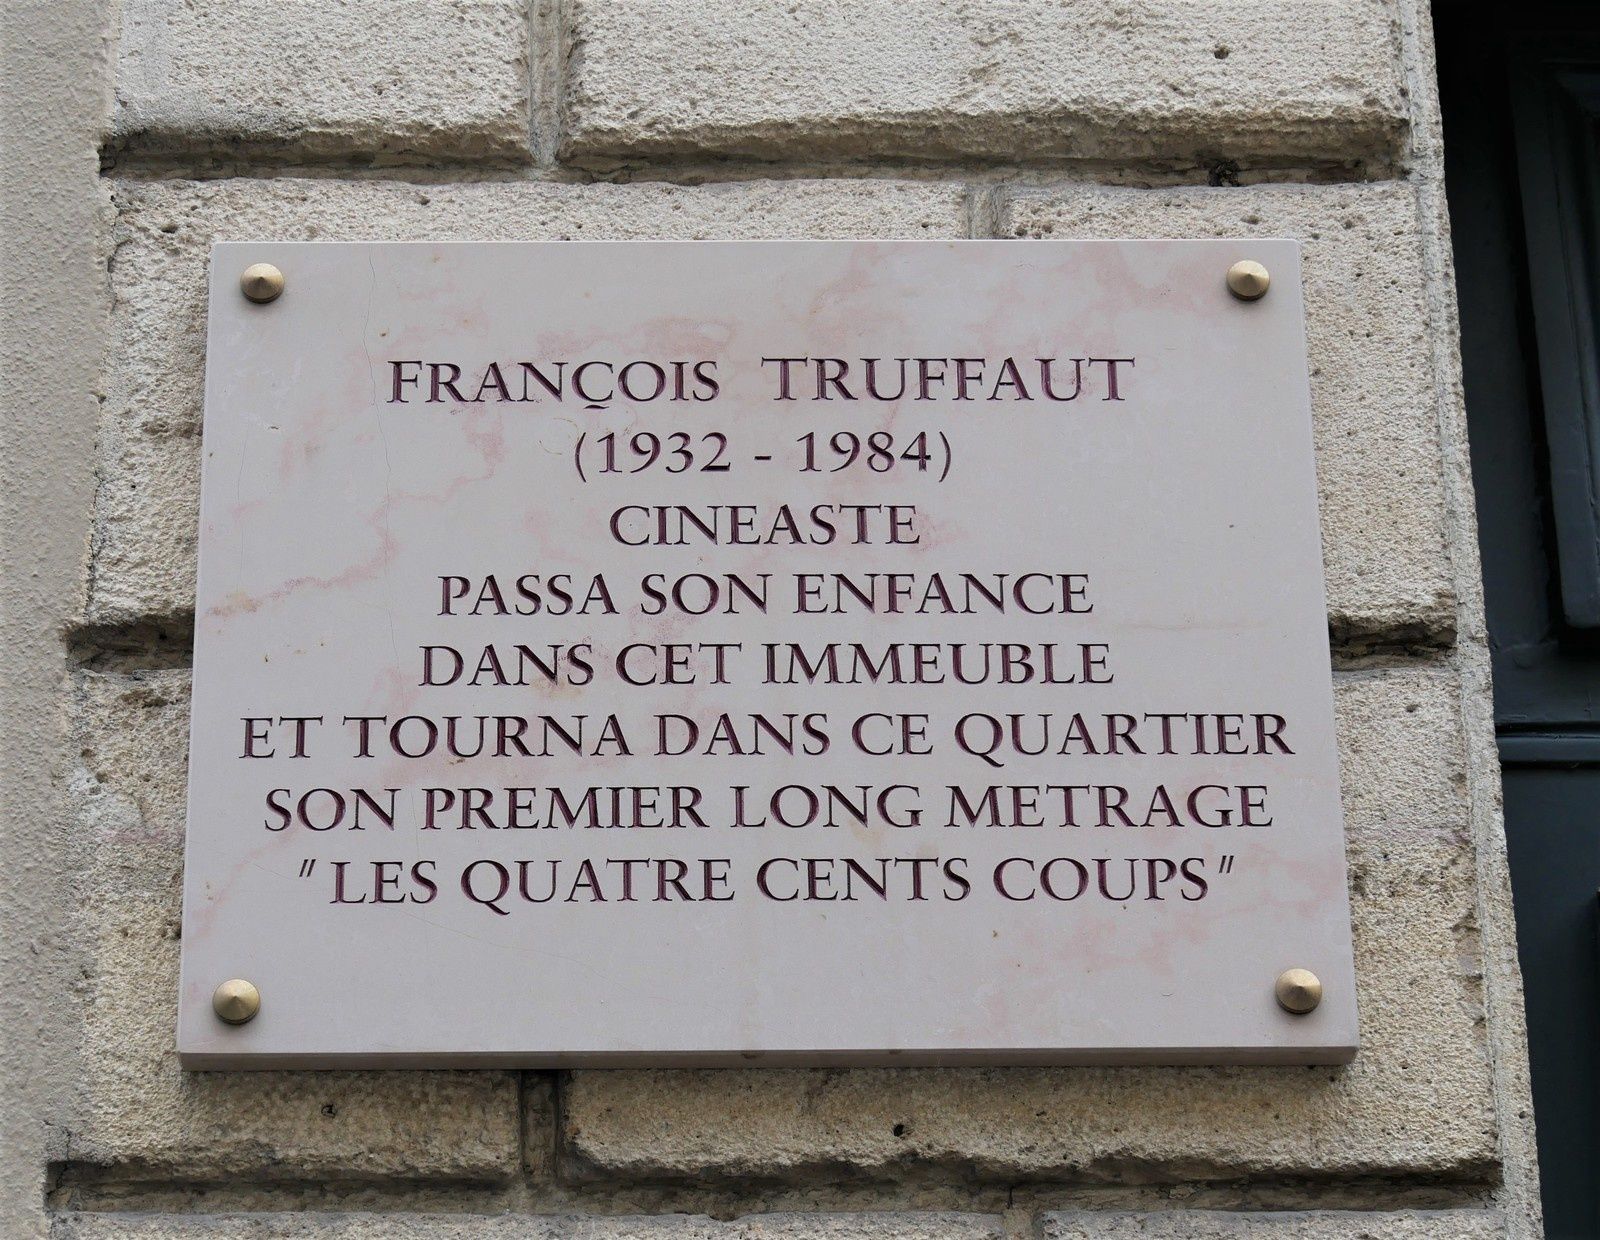 FRANÇOIS TRUFFAUT
(1932 - 1984)
CINEASTE
PASSA SON ENFANCE
DANS CET IMMEUBLE
ET TOURNA DANS CE QUARTIER
SON PREMIER LONG METRAGE
"LES QUATRE CENTS COUPS"